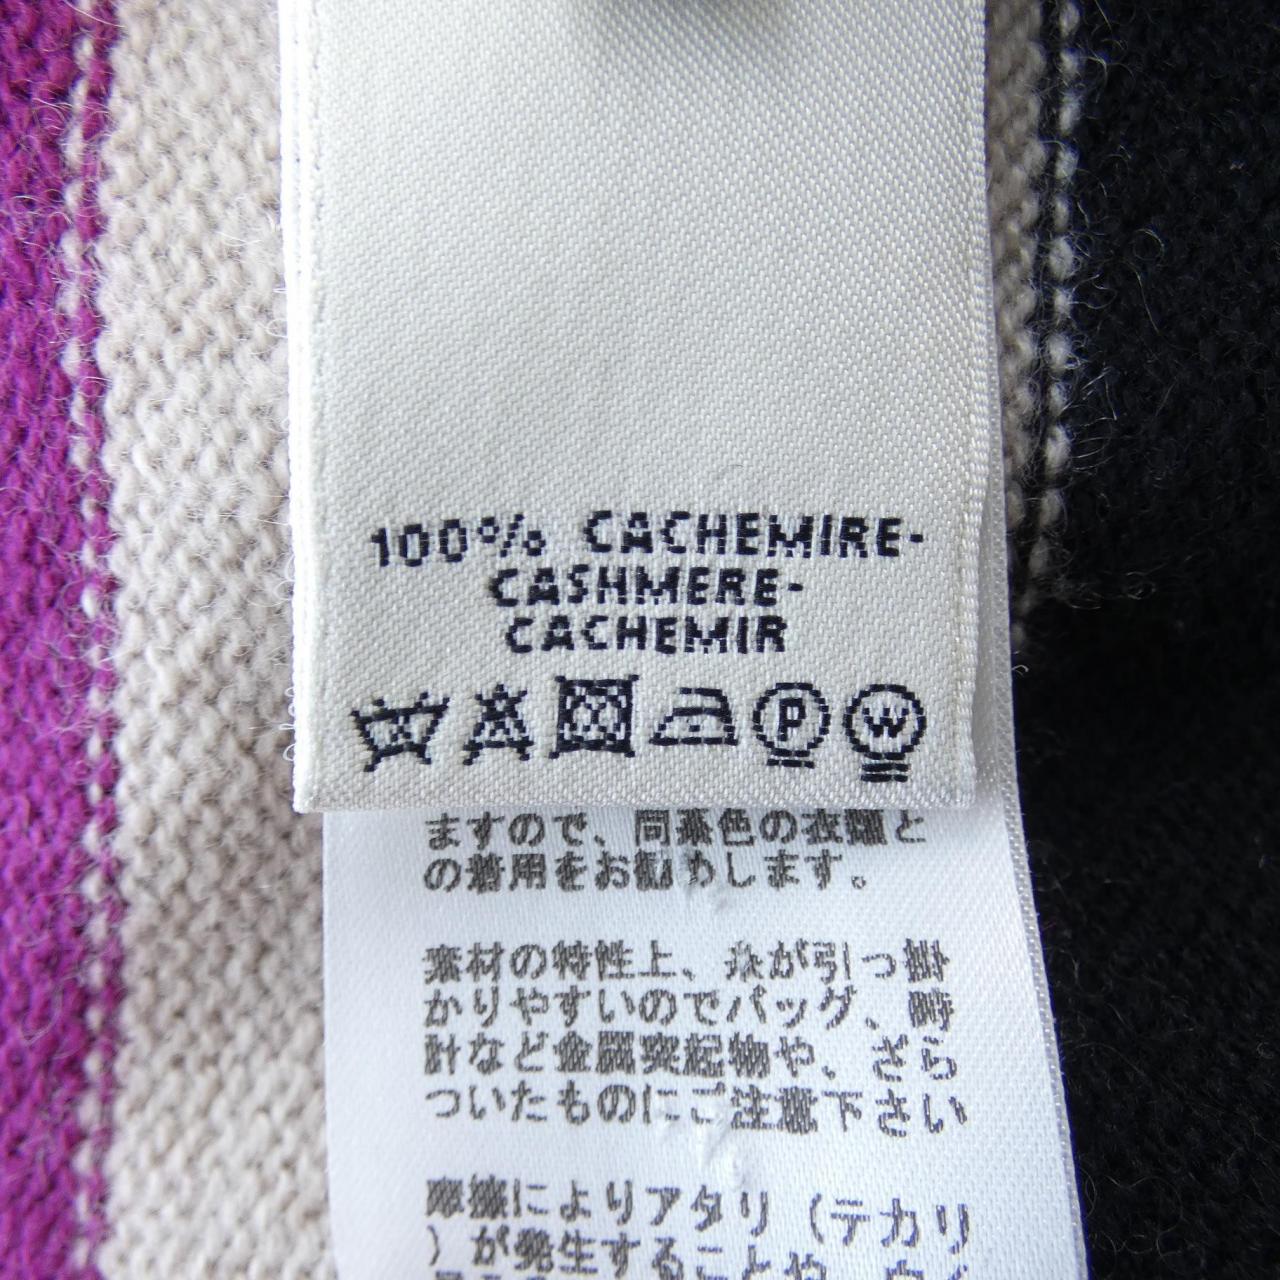 100% CACHEMIRE-
CASHMERE-
CACHEMIR
P W
ますので、同系色の衣類と
の着用をお勧めします。
素材の特性上、糸が引っ掛
かりやすいのでバッグ、時
計など金属突起物や、ざら
ついたものにご注意下さい
摩擦によりアタリ（テカリ
）が発生することや